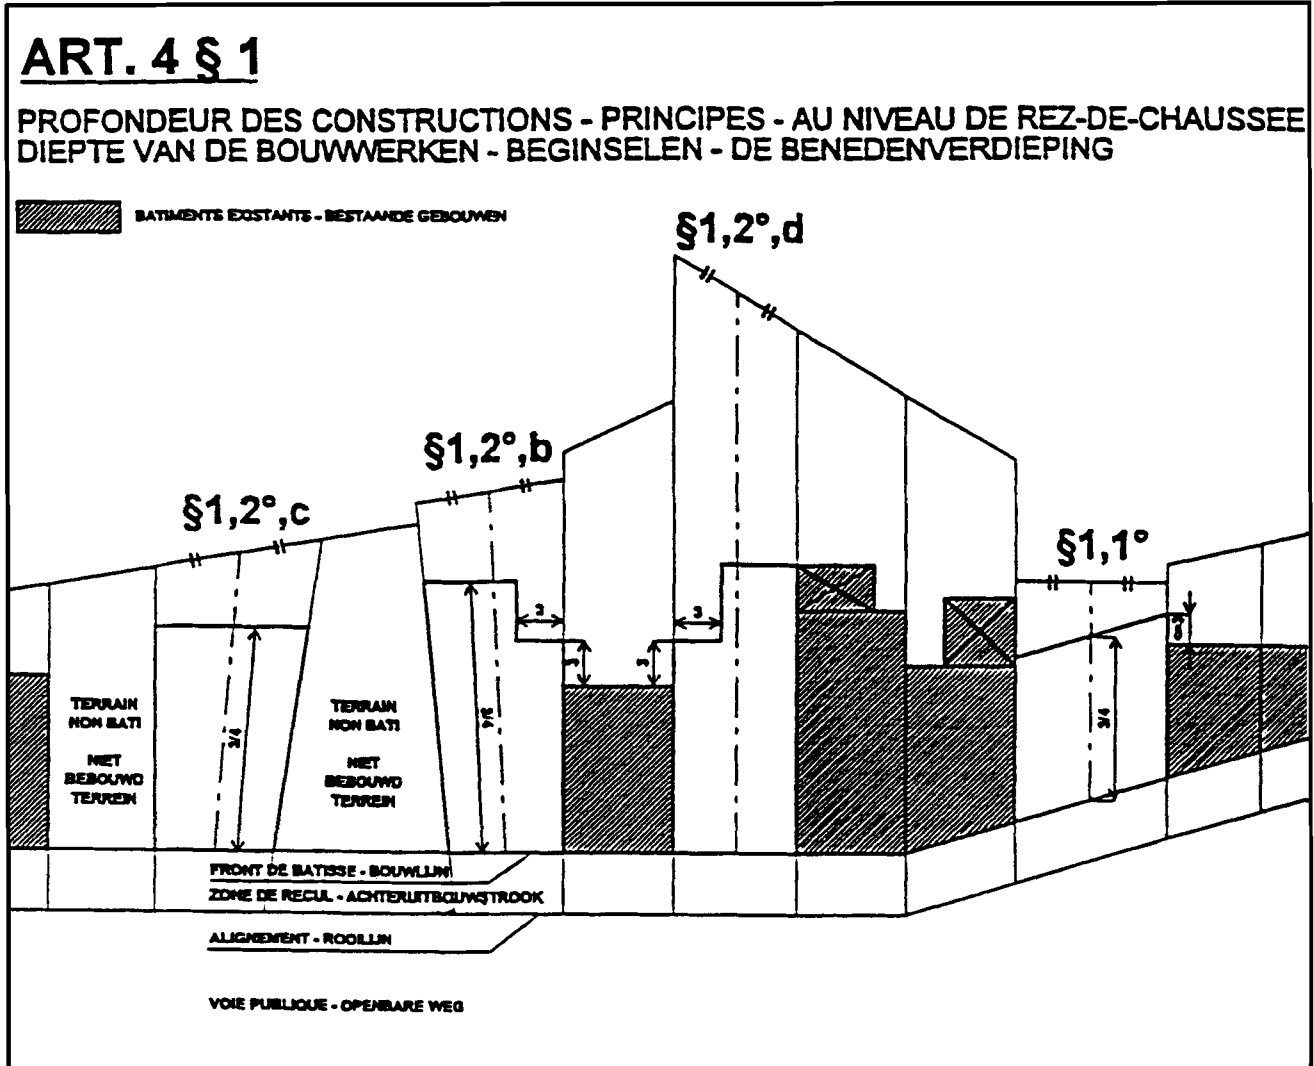 ART. 4 § 1
PROFONDEUR DES CONSTRUCTIONS - PRINCIPES - AU NIVEAU DE REZ-DE-CHAUSSEE
DIEPTE VAN DE BOUWWERKEN - BEGINSELEN - DE BENEDENVERDIEPING
BATIMENTS EXISTANTS - BESTAANDE GEBOUWEN
§1,2°,d
§1,2°,b
§1,2°,c
§1,1°
3
3
3
3
3/4
3/4
3/4
TERRAIN
NON BATI
NIET
BEBOUWD
TERREIN
TERRAIN
NON BATI
NIET
BEBOUWD
TERREIN
FRONT DE BATISSE - BOUWLIJN
ZONE DE RECUL - ACHTERUITBOUWSTROOK
ALIGNEMENT - ROOILIJN
VOIE PUBLIQUE - OPENBARE WEG